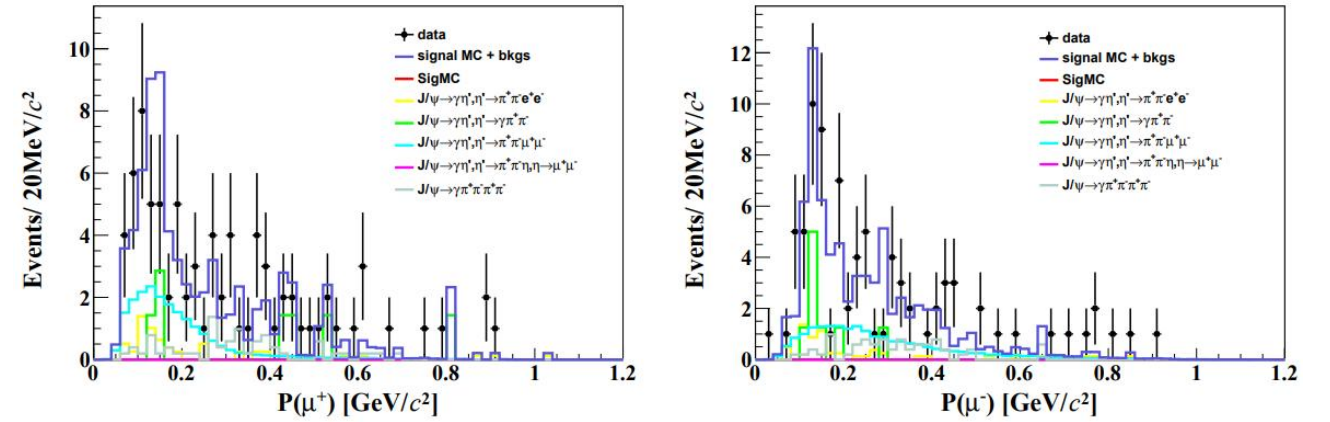 Events/ 20MeV/c²
10
8
6
4
2
0
0 0.2 0.4 0.6 0.8 1 1.2
P(μ⁺) [GeV/c²]
data
signal MC + bkgs
SigMC
J/ψ→γη',η'→π⁺π⁻e⁺e⁻
J/ψ→γη',η'→γπ⁺π⁻
J/ψ→γη',η'→π⁺π⁻μ⁺μ⁻
J/ψ→γη',η'→π⁺π⁻η,η→μ⁺μ⁻
J/ψ→γπ⁺π⁻π⁺π⁻
Events/ 20MeV/c²
12
10
8
6
4
2
0
0 0.2 0.4 0.6 0.8 1 1.2
P(μ⁻) [GeV/c²]
data
signal MC + bkgs
SigMC
J/ψ→γη',η'→π⁺π⁻e⁺e⁻
J/ψ→γη',η'→γπ⁺π⁻
J/ψ→γη',η'→π⁺π⁻μ⁺μ⁻
J/ψ→γη',η'→π⁺π⁻η,η→μ⁺μ⁻
J/ψ→γπ⁺π⁻π⁺π⁻